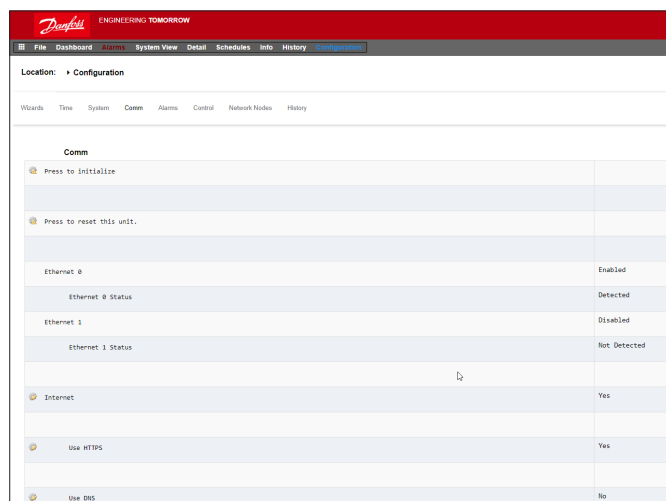 Danfoss
ENGINEERING TOMORROW
File Dashboard Alarms System View Detail Schedules Info History Configuration
Location: Configuration
Wizards Time System Comm Alarms Control Network Nodes History
Comm
Press to initialize
Press to reset this unit.
Ethernet 0 Enabled
Ethernet 0 Status Detected
Ethernet 1 Disabled
Ethernet 1 Status Not Detected
Internet Yes
Use HTTPS Yes
Use DNS No